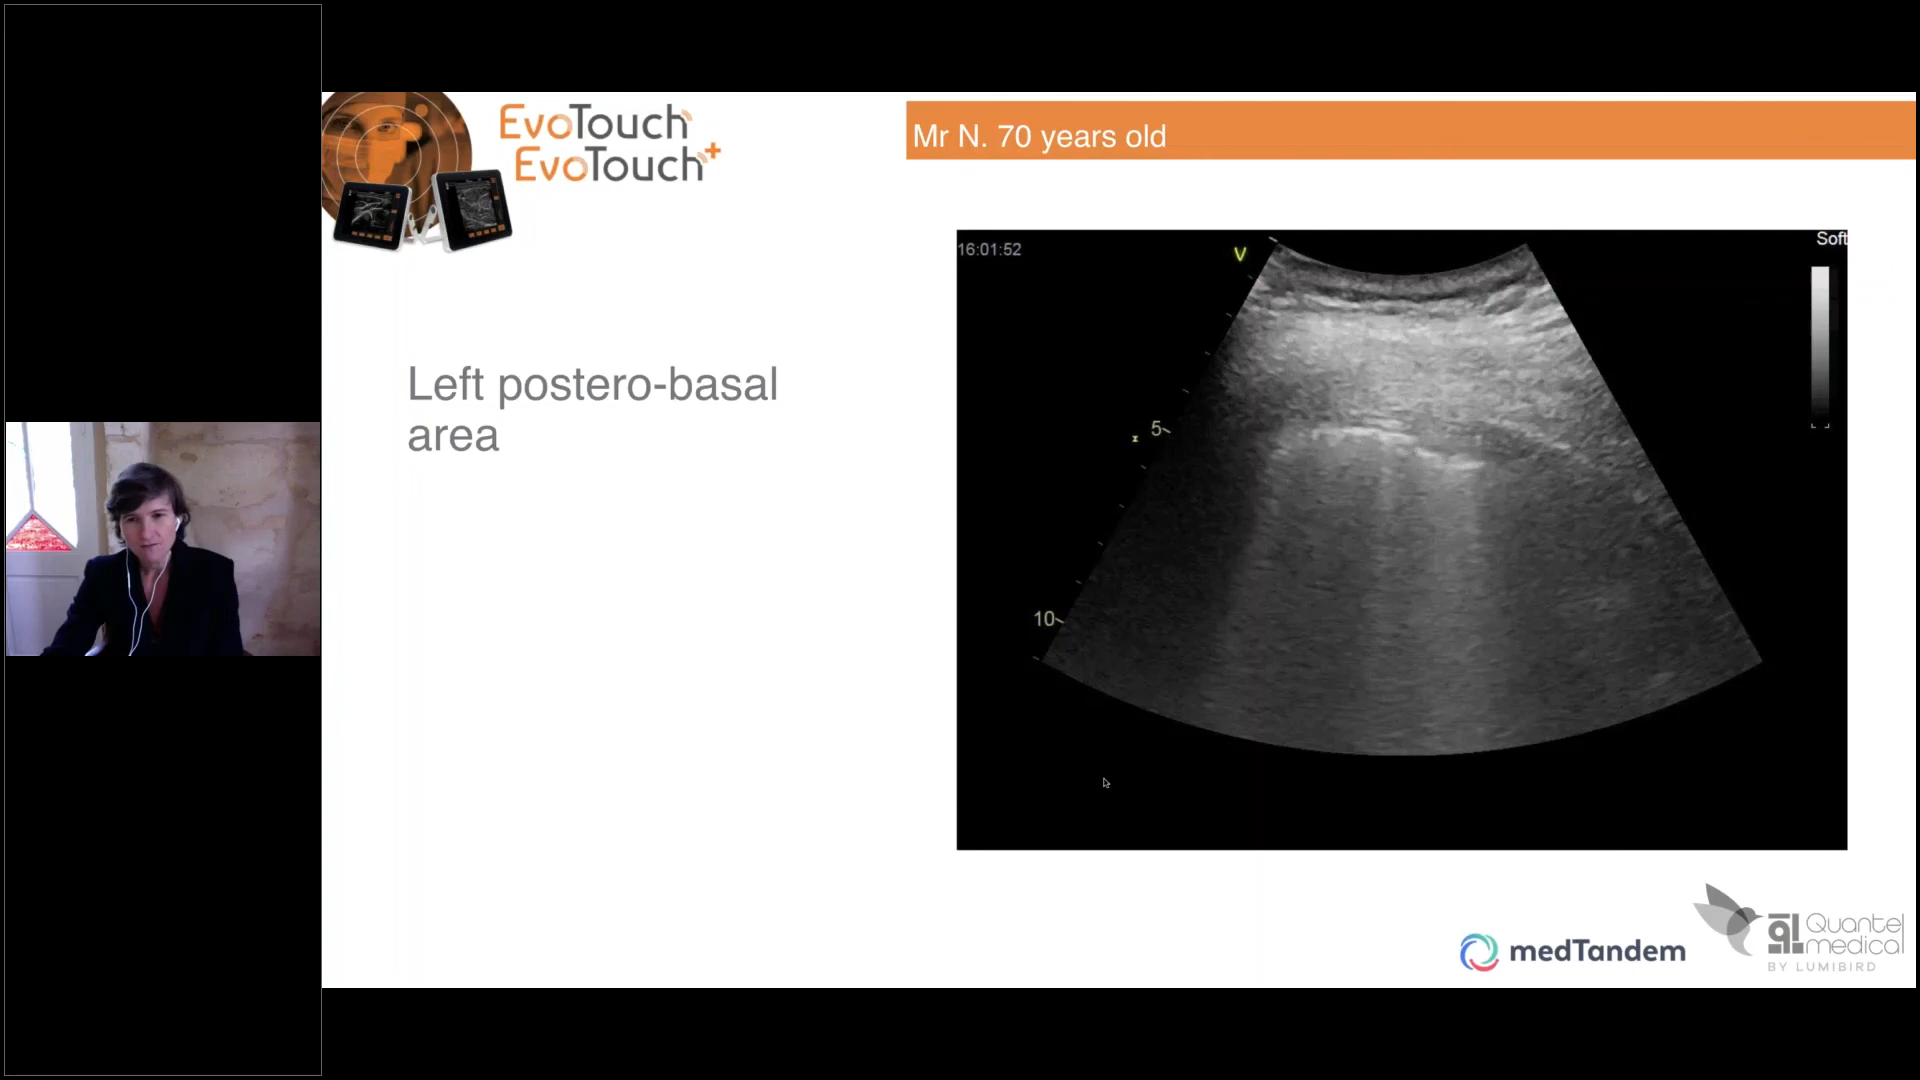 EvoTouch
EvoTouch+
Mr N. 70 years old
16:01:52
V
Soft
Left postero-basal
area
5
10
medTandem
Quantel
medical
BY LUMIBIRD